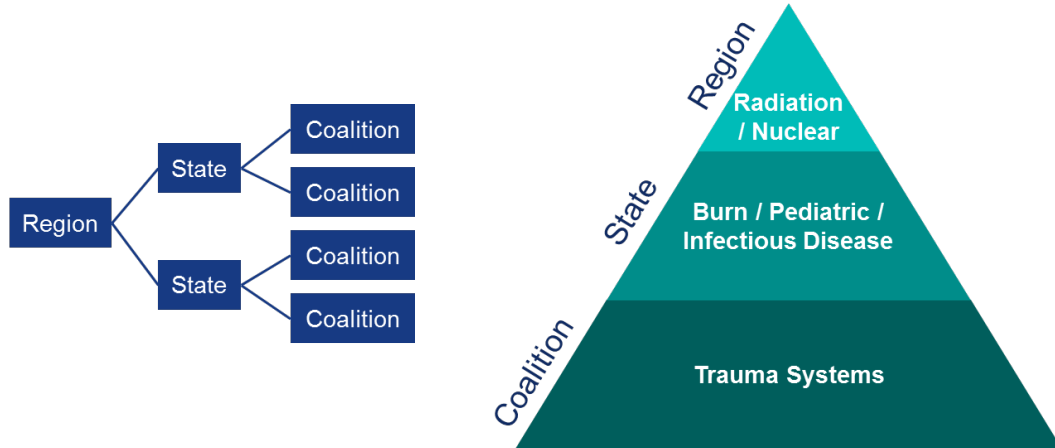 Region
State
State
Coalition
Coalition
Coalition
Coalition
Region
Radiation
/ Nuclear
State
Burn / Pediatric /
Infectious Disease
Coalition
Trauma Systems